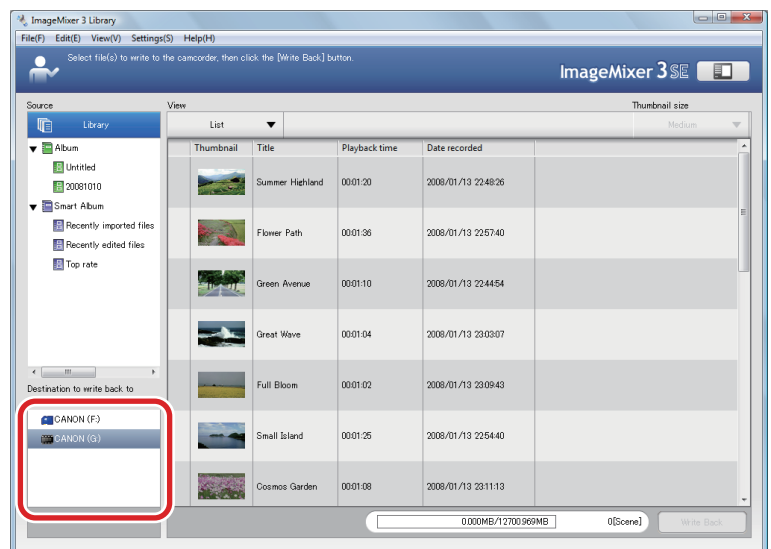 ImageMixer 3 Library
File(F) Edit(E) View(V) Settings(S) Help(H)
Select file(s) to write to the camcorder, then click the [Write Back] button.
ImageMixer 3 SE
Source View Thumbnail size
Library List Medium
Album
Untitled
20081010
Smart Album
Recently imported files
Recently edited files
Top rate
Thumbnail Title Playback time Date recorded
Summer Highland 00:01:20 2008/01/13 22:48:26
Flower Path 00:01:36 2008/01/13 22:57:40
Green Avenue 00:01:10 2008/01/13 22:44:54
Great Wave 00:01:04 2008/01/13 23:03:07
Full Bloom 00:01:02 2008/01/13 23:09:43
Small Island 00:01:25 2008/01/13 22:54:40
Cosmos Garden 00:01:08 2008/01/13 23:11:13
Destination to write back to
CANON (F:)
CANON (G:)
0.000MB/12700.969MB 0[Scene] Write Back